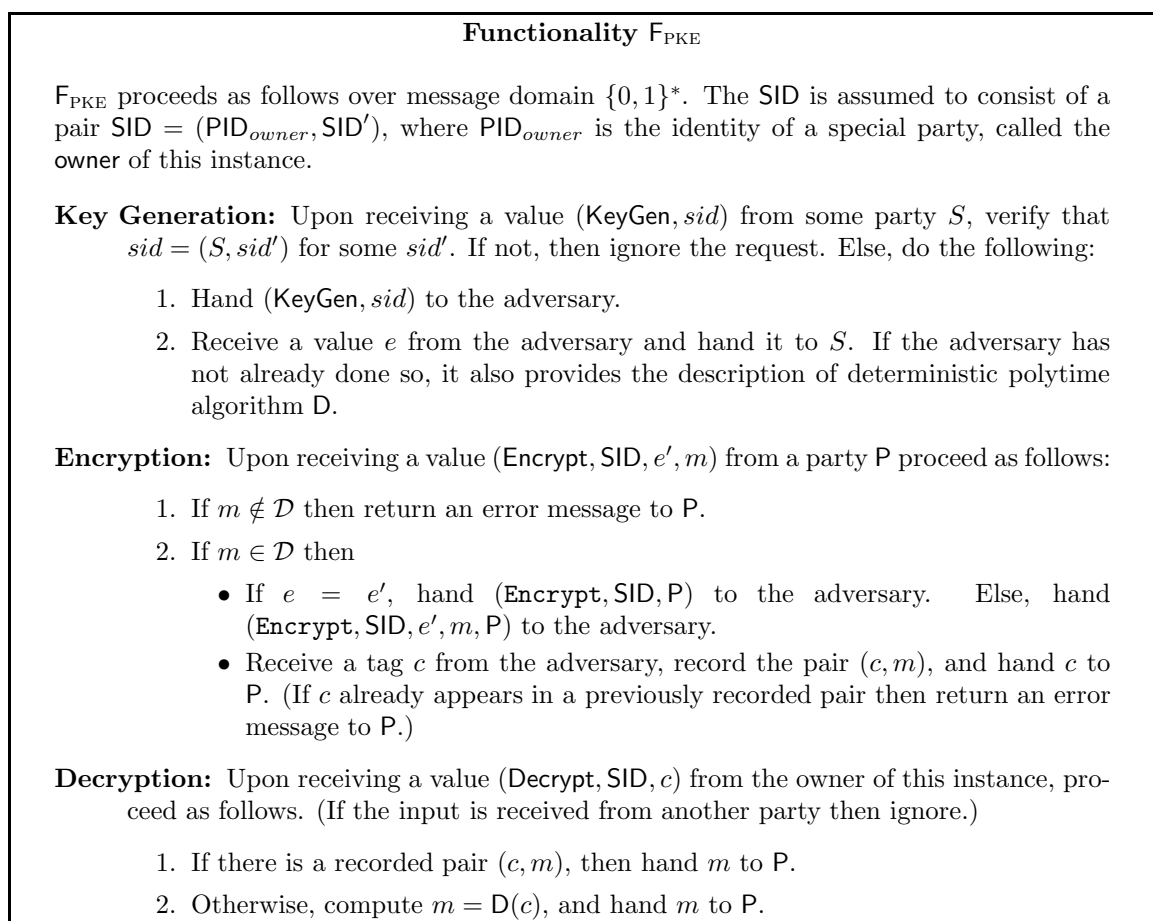 Functionality F_PKE
F_PKE proceeds as follows over message domain {0, 1}*. The SID is assumed to consist of a
pair SID = (PID_owner, SID′), where PID_owner is the identity of a special party, called the
owner of this instance.
Key Generation: Upon receiving a value (KeyGen, sid) from some party S, verify that
sid = (S, sid′) for some sid′. If not, then ignore the request. Else, do the following:
1. Hand (KeyGen, sid) to the adversary.
2. Receive a value e from the adversary and hand it to S. If the adversary has
not already done so, it also provides the description of deterministic polytime
algorithm D.
Encryption: Upon receiving a value (Encrypt, SID, e′, m) from a party P proceed as follows:
1. If m ∉ 𝒟 then return an error message to P.
2. If m ∈ 𝒟 then
• If e = e′, hand (Encrypt, SID, P) to the adversary. Else, hand
(Encrypt, SID, e′, m, P) to the adversary.
• Receive a tag c from the adversary, record the pair (c, m), and hand c to
P. (If c already appears in a previously recorded pair then return an error
message to P.)
Decryption: Upon receiving a value (Decrypt, SID, c) from the owner of this instance, pro-
ceed as follows. (If the input is received from another party then ignore.)
1. If there is a recorded pair (c, m), then hand m to P.
2. Otherwise, compute m = D(c), and hand m to P.